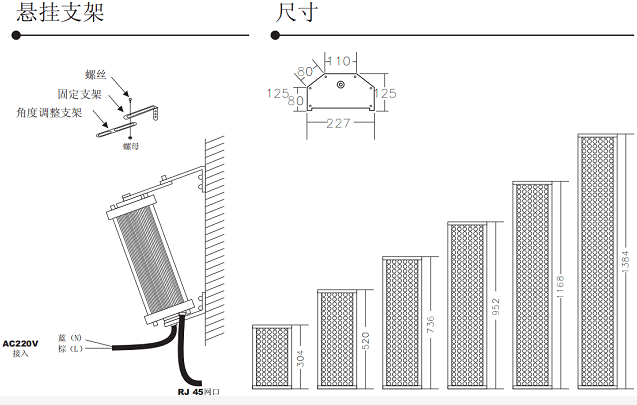 悬挂支架
尺寸
螺丝
固定支架
角度调整支架
螺母
AC220V
接入
蓝（N）
棕（L）
RJ 45网口
110
80
125
80
125
227
304
520
736
952
1168
1384